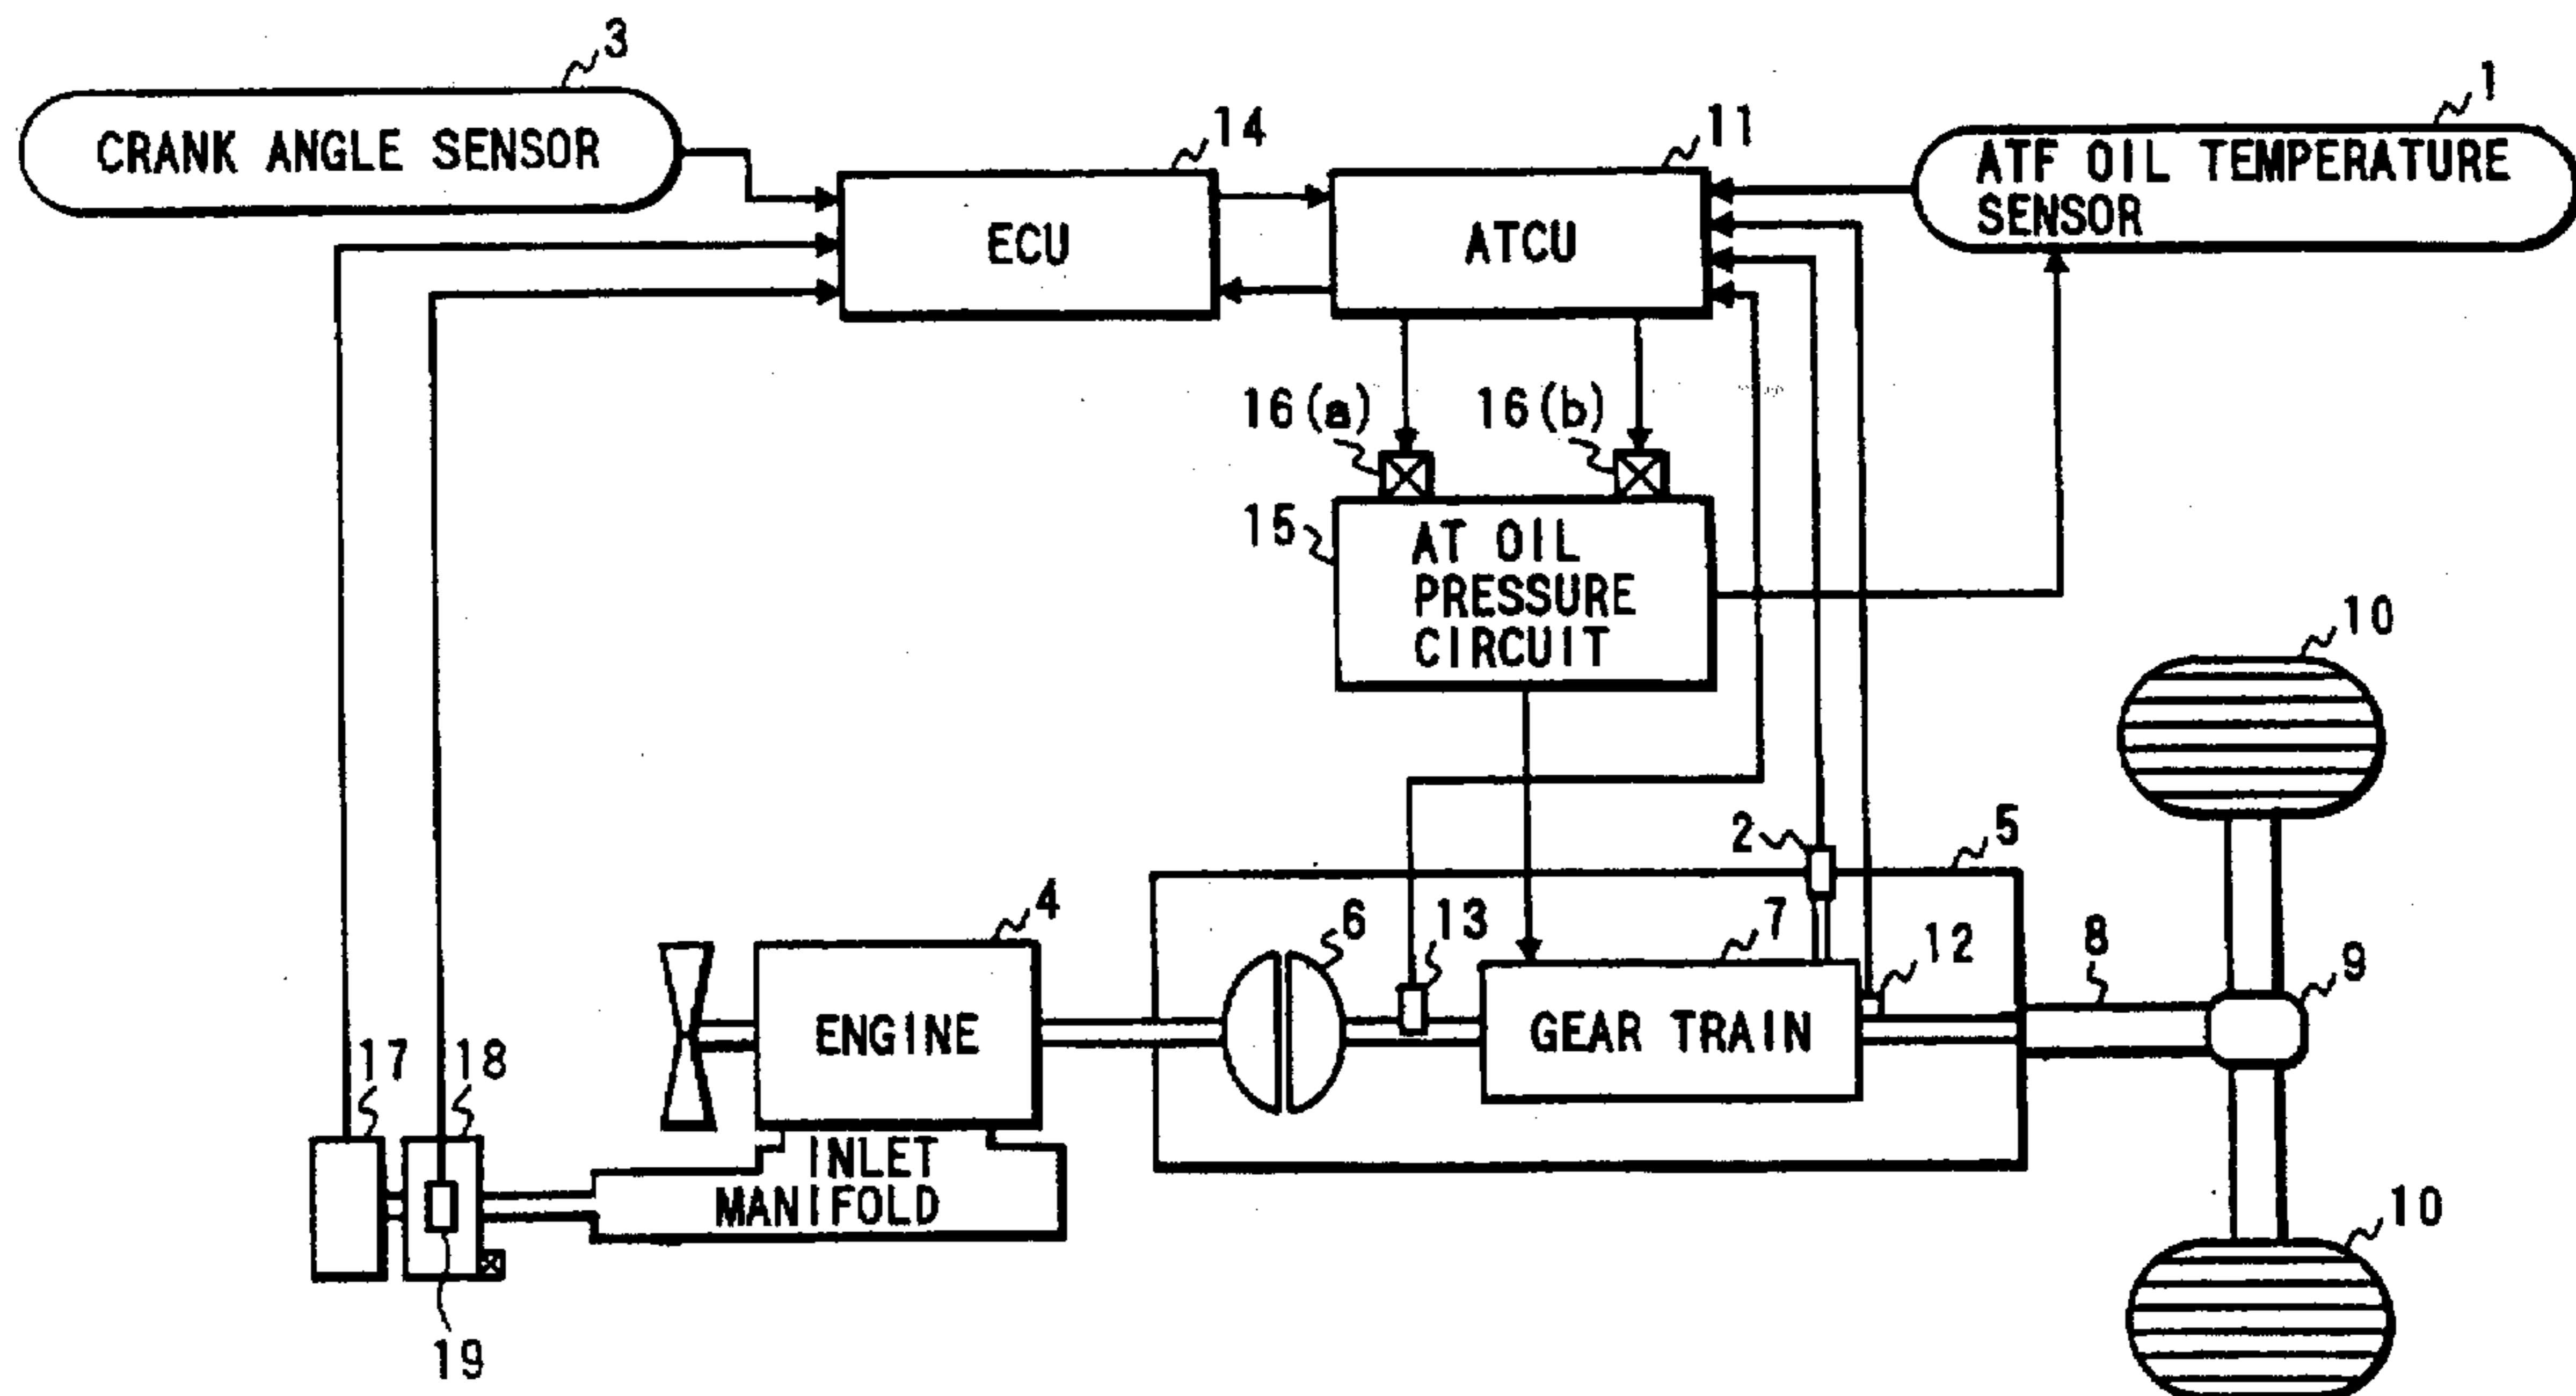 3
CRANK ANGLE SENSOR
14
ECU
11
ATCU
1
ATF OIL TEMPERATURE
SENSOR
16(a)
16(b)
15
AT OIL
PRESSURE
CIRCUIT
10
2
5
4
ENGINE
6
13
7
GEAR TRAIN
12
8
9
17
18
INLET
MANIFOLD
19
10